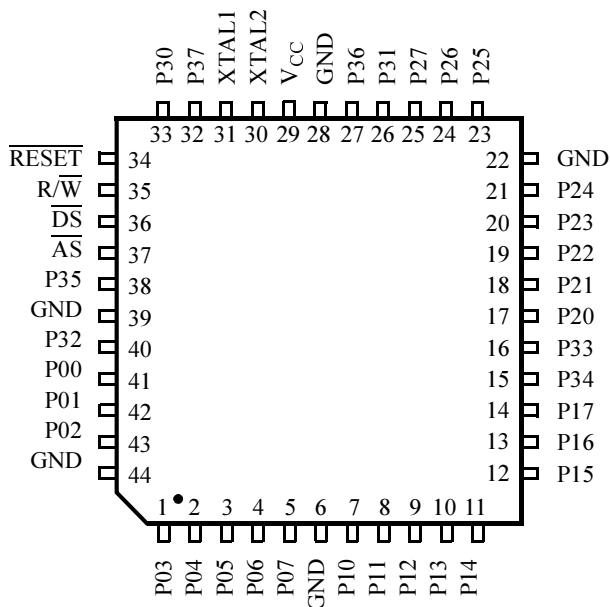 P30 P37 XTAL1 XTAL2 VCC GND P36 P31 P27 P26 P25
33 32 31 30 29 28 27 26 25 24 23
R̅E̅S̅E̅T̅ 34 22 GND
R/W̅ 35 21 P24
D̅S̅ 36 20 P23
A̅S̅ 37 19 P22
P35 38 18 P21
GND 39 17 P20
P32 40 16 P33
P00 41 15 P34
P01 42 14 P17
P02 43 13 P16
GND 44 12 P15
1 2 3 4 5 6 7 8 9 10 11
P03 P04 P05 P06 P07 GND P10 P11 P12 P13 P14